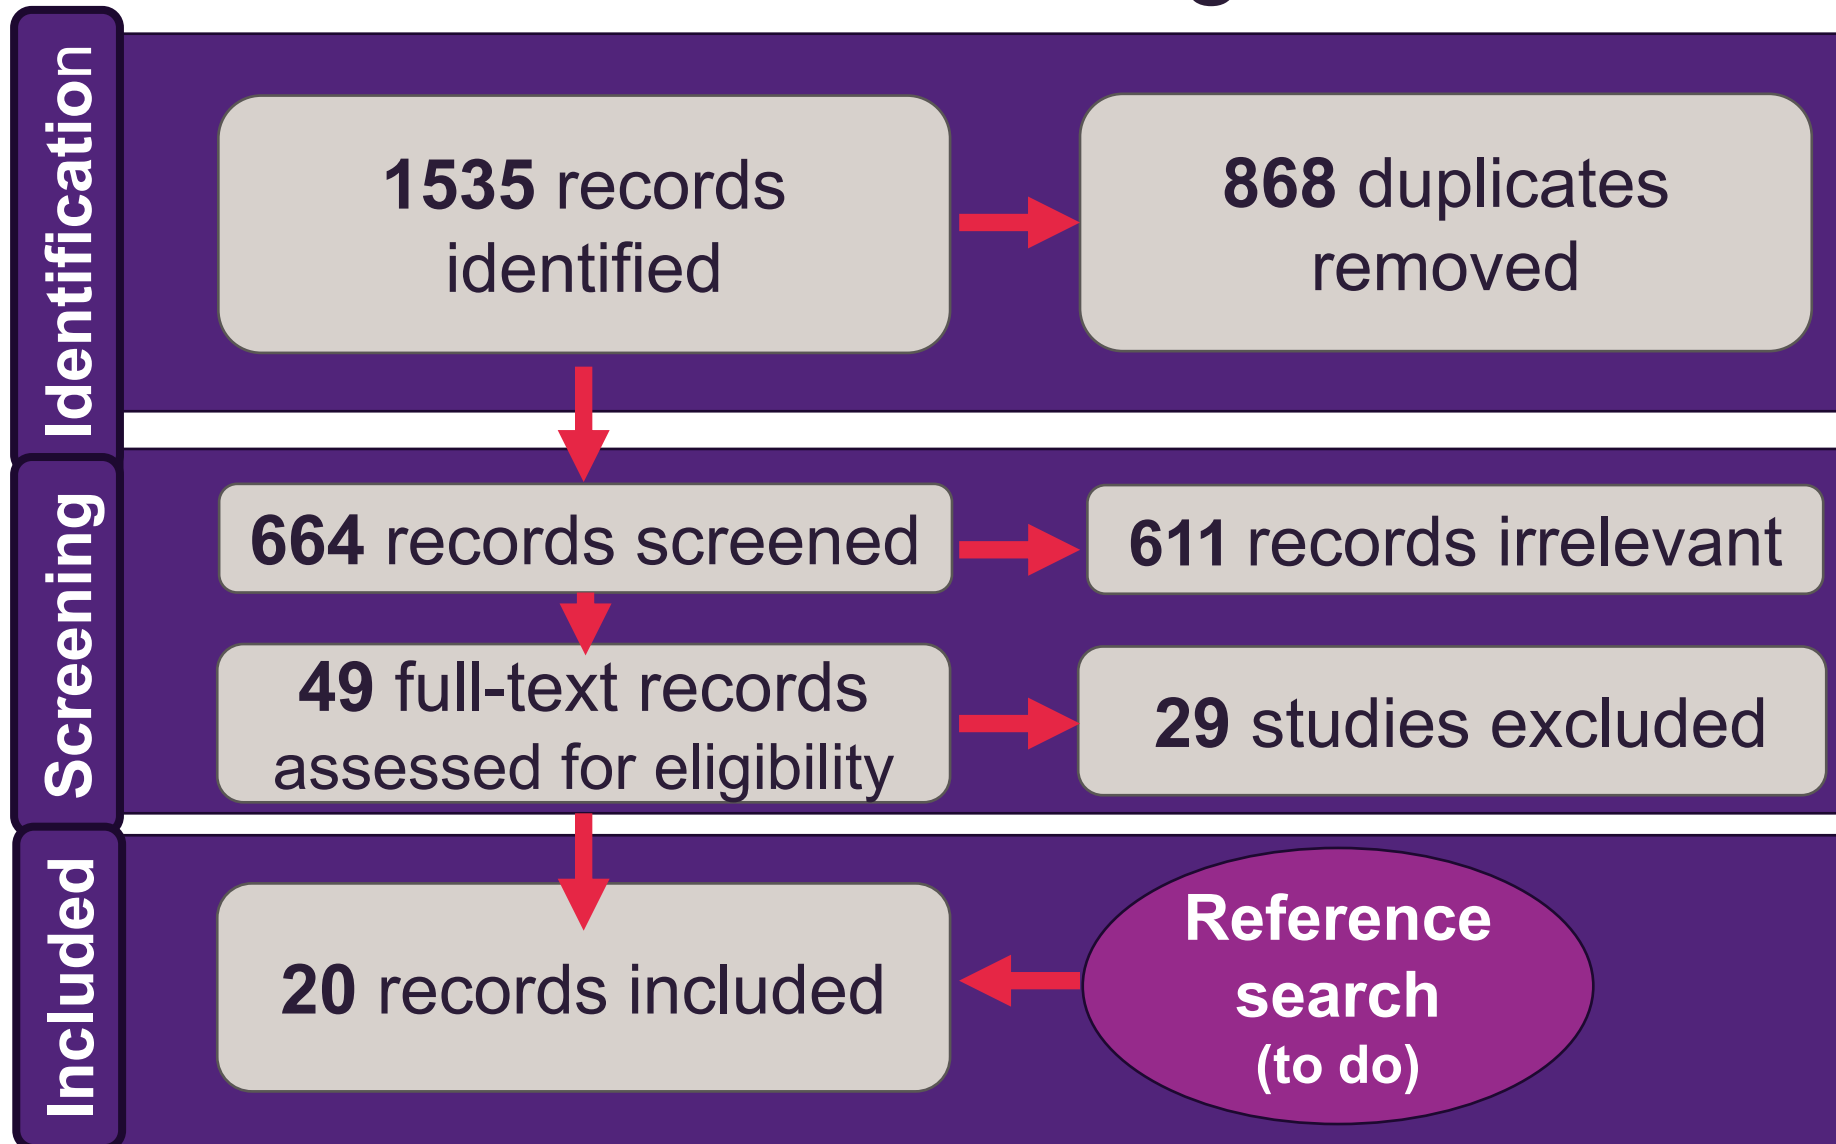 Identification
1535 records
identified
868 duplicates
removed
Screening
664 records screened
611 records irrelevant
49 full-text records
assessed for eligibility
29 studies excluded
Included
20 records included
Reference
search
(to do)